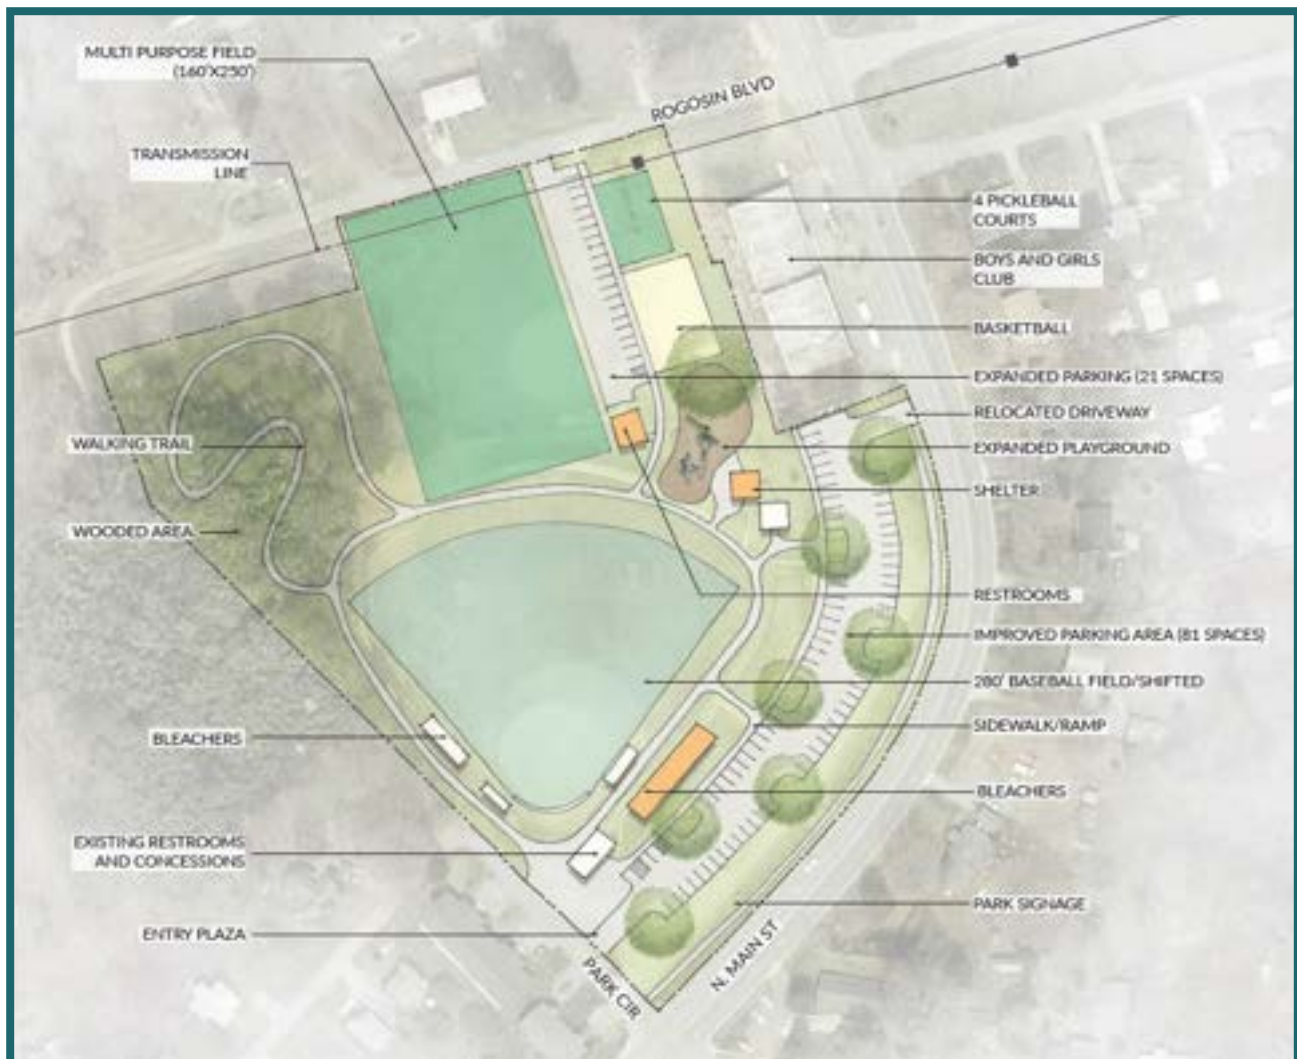 MULTI PURPOSE FIELD
(160'X250')
TRANSMISSION
LINE
WALKING TRAIL
WOODED AREA
BLEACHERS
EXISTING RESTROOMS
AND CONCESSIONS
ENTRY PLAZA
ROGOSIN BLVD
4 PICKLEBALL
COURTS
BOYS AND GIRLS
CLUB
BASKETBALL
EXPANDED PARKING (21 SPACES)
RELOCATED DRIVEWAY
EXPANDED PLAYGROUND
SHELTER
RESTROOMS
IMPROVED PARKING AREA (81 SPACES)
280' BASEBALL FIELD/SHIFTED
SIDEWALK/RAMP
BLEACHERS
PARK SIGNAGE
N. MAIN ST
PARK CIR